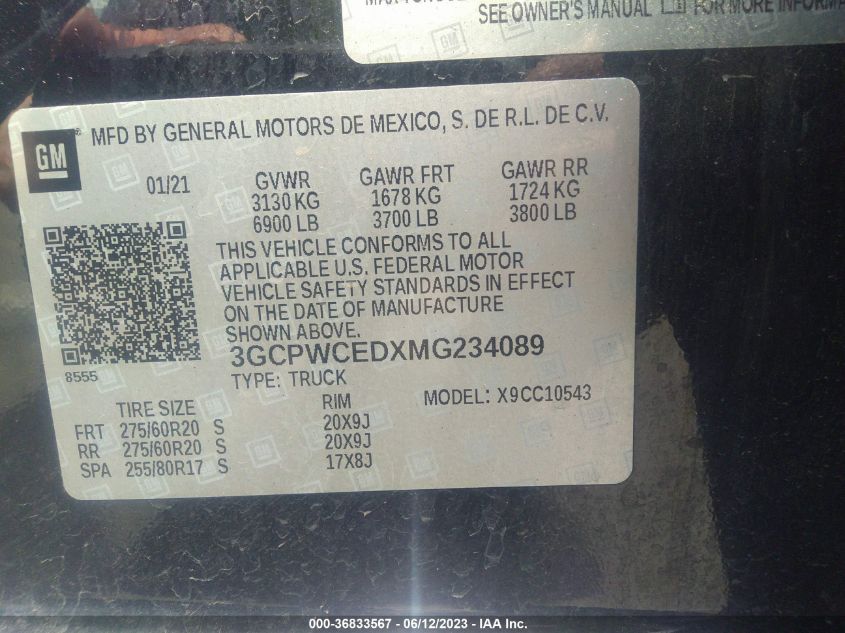 SEE OWNER'S MANUAL FOR MORE INFORMA
GM
MFD BY GENERAL MOTORS DE MEXICO, S. DE R.L. DE C.V.
01/21 GVWR GAWR FRT GAWR RR
3130 KG 1678 KG 1724 KG
6900 LB 3700 LB 3800 LB
THIS VEHICLE CONFORMS TO ALL
APPLICABLE U.S. FEDERAL MOTOR
VEHICLE SAFETY STANDARDS IN EFFECT
ON THE DATE OF MANUFACTURE
SHOWN ABOVE.
8555
3GCPWCEDXMG234089
TYPE: TRUCK
MODEL: X9CC10543
TIRE SIZE RIM
FRT 275/60R20 S 20X9J
RR 275/60R20 S 20X9J
SPA 255/80R17 S 17X8J
000-36833567 - 06/12/2023 - IAA Inc.